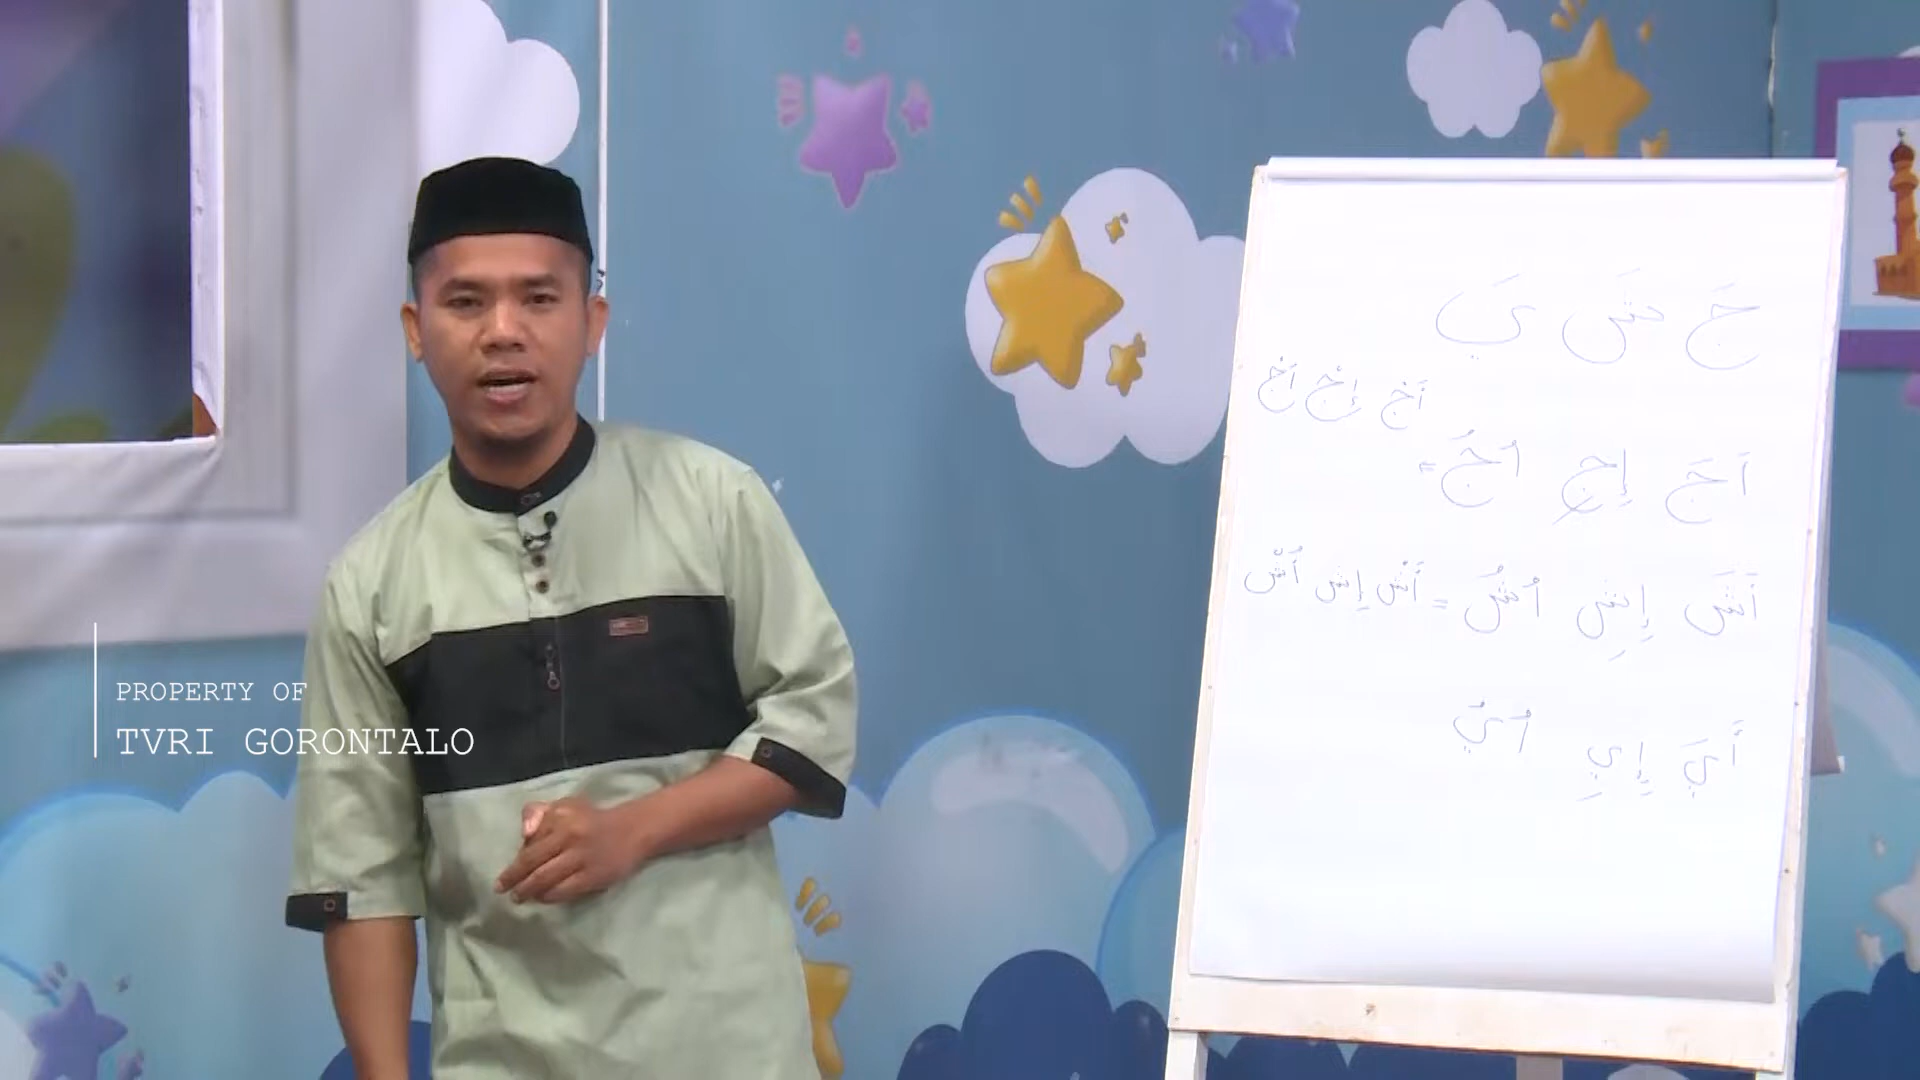 جَ شَ يَ
اَجْ اِجْ اُجْ
اَجَ اِجِ اُجُ =
اَشَ اِشِ اُشُ = اَشْ اِشْ اُشْ
اَيَ اِيِ اُيُ
PROPERTY OF
TVRI GORONTALO